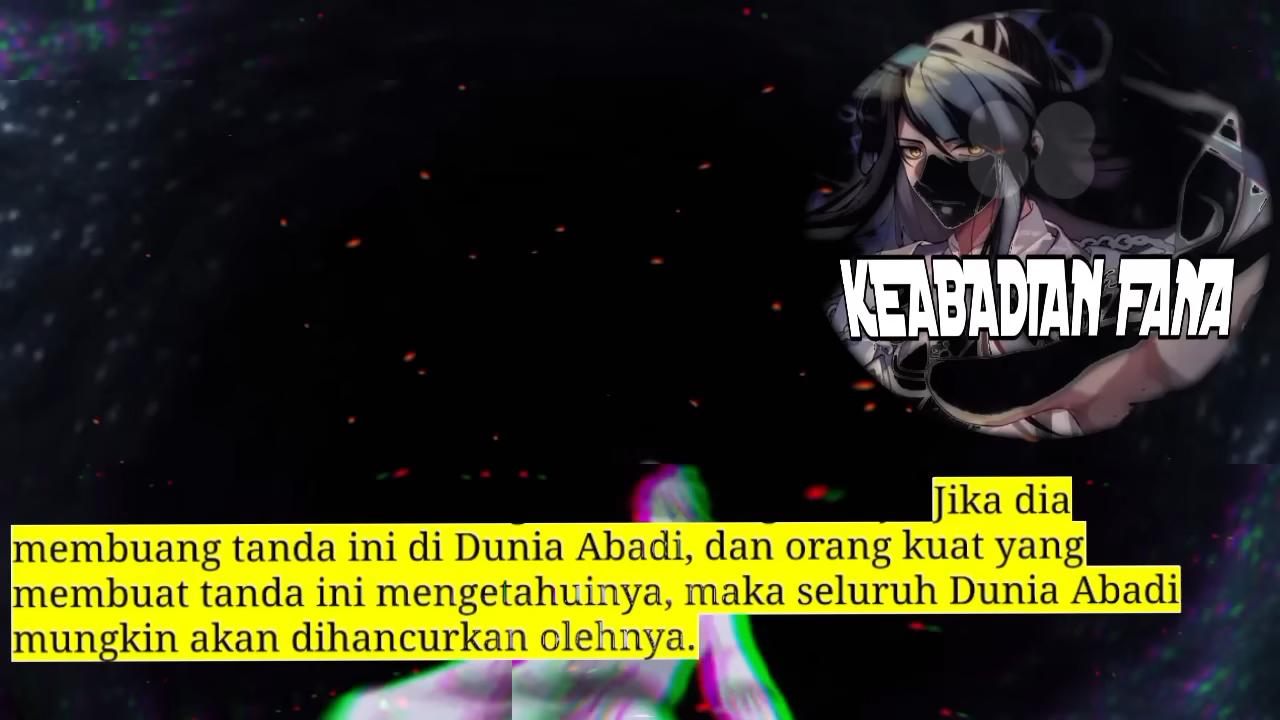 KEABADIAN FANA
Jika dia
membuang tanda ini di Dunia Abadi, dan orang kuat yang
membuat tanda ini mengetahuinya, maka seluruh Dunia Abadi
mungkin akan dihancurkan olehnya.